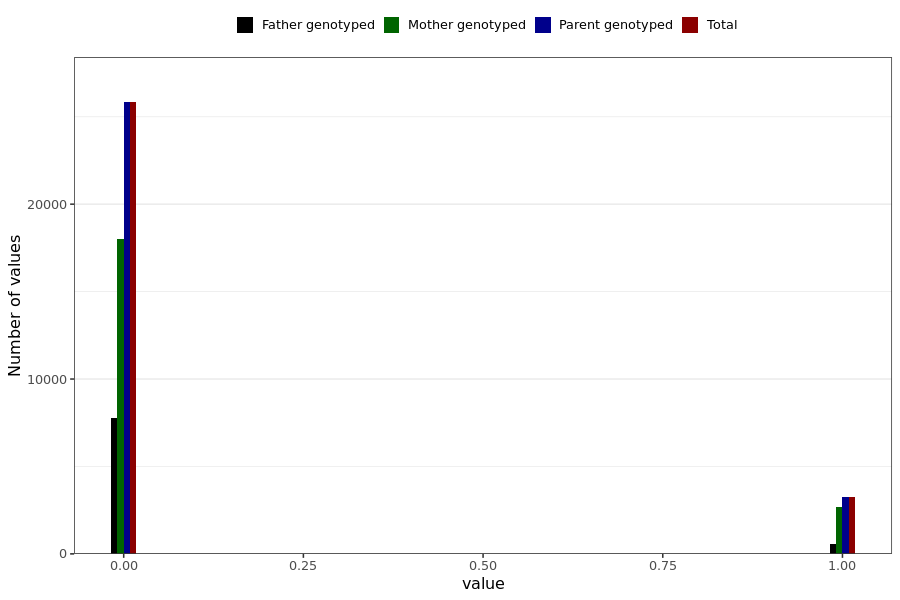 Father genotyped Mother genotyped Parent genotyped Total
Number of values
20000
10000
0
0.00 0.25 0.50 0.75 1.00
value